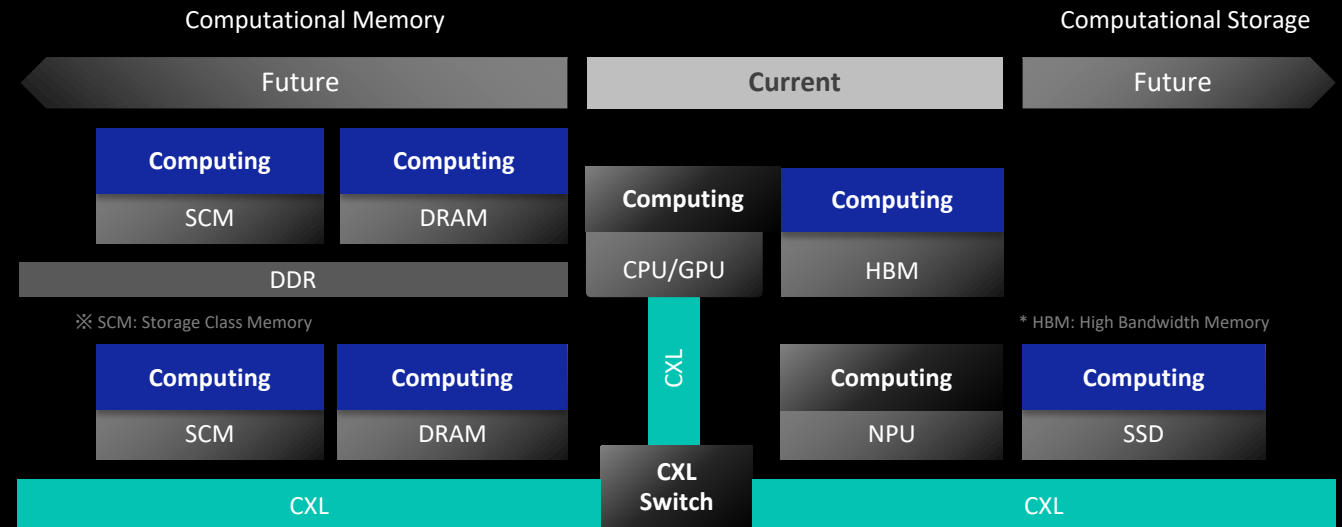 Computational Memory
Computational Storage
Future
Current
Future
Computing
SCM
Computing
DRAM
Computing
CPU/GPU
Computing
HBM
DDR
※ SCM: Storage Class Memory
* HBM: High Bandwidth Memory
CXL
Computing
SCM
Computing
DRAM
Computing
NPU
Computing
SSD
CXL
CXL
Switch
CXL